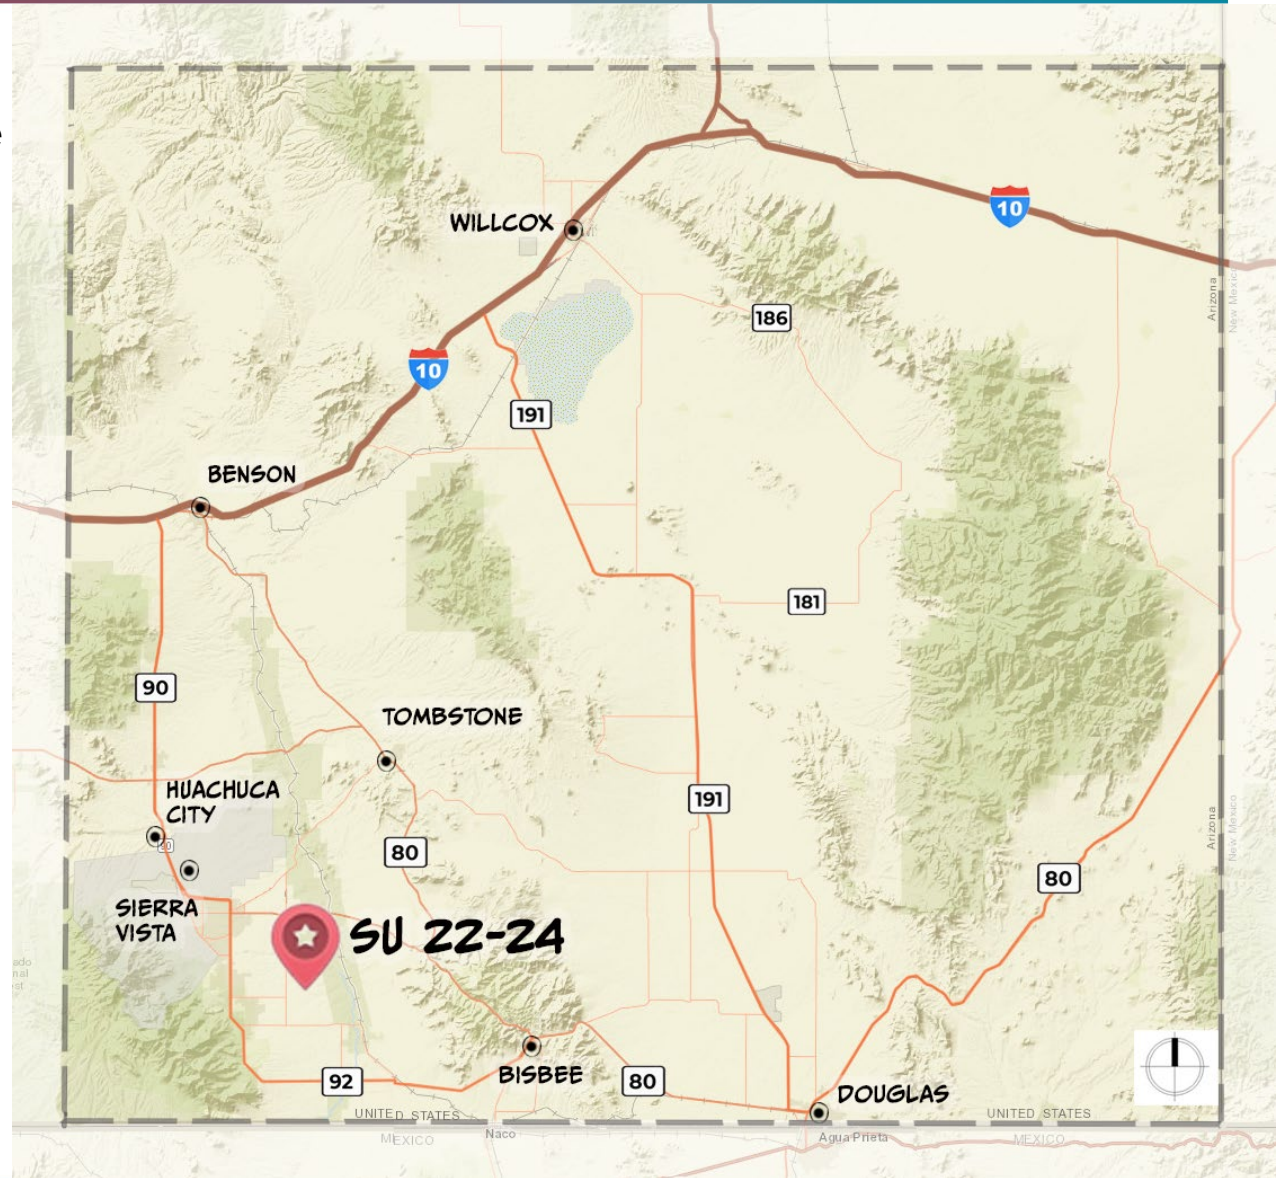 10
WILLCOX
186
Arizona
New Mexico
10
191
BENSON
181
90
TOMBSTONE
HUACHUCA
CITY
191
Arizona
New Mexico
90
80
80
SIERRA
VISTA
SU 22-24
BISBEE
92
80
DOUGLAS
UNITED STATES
UNITED STATES
MEXICO
Naco
Agua Prieta
MEXICO